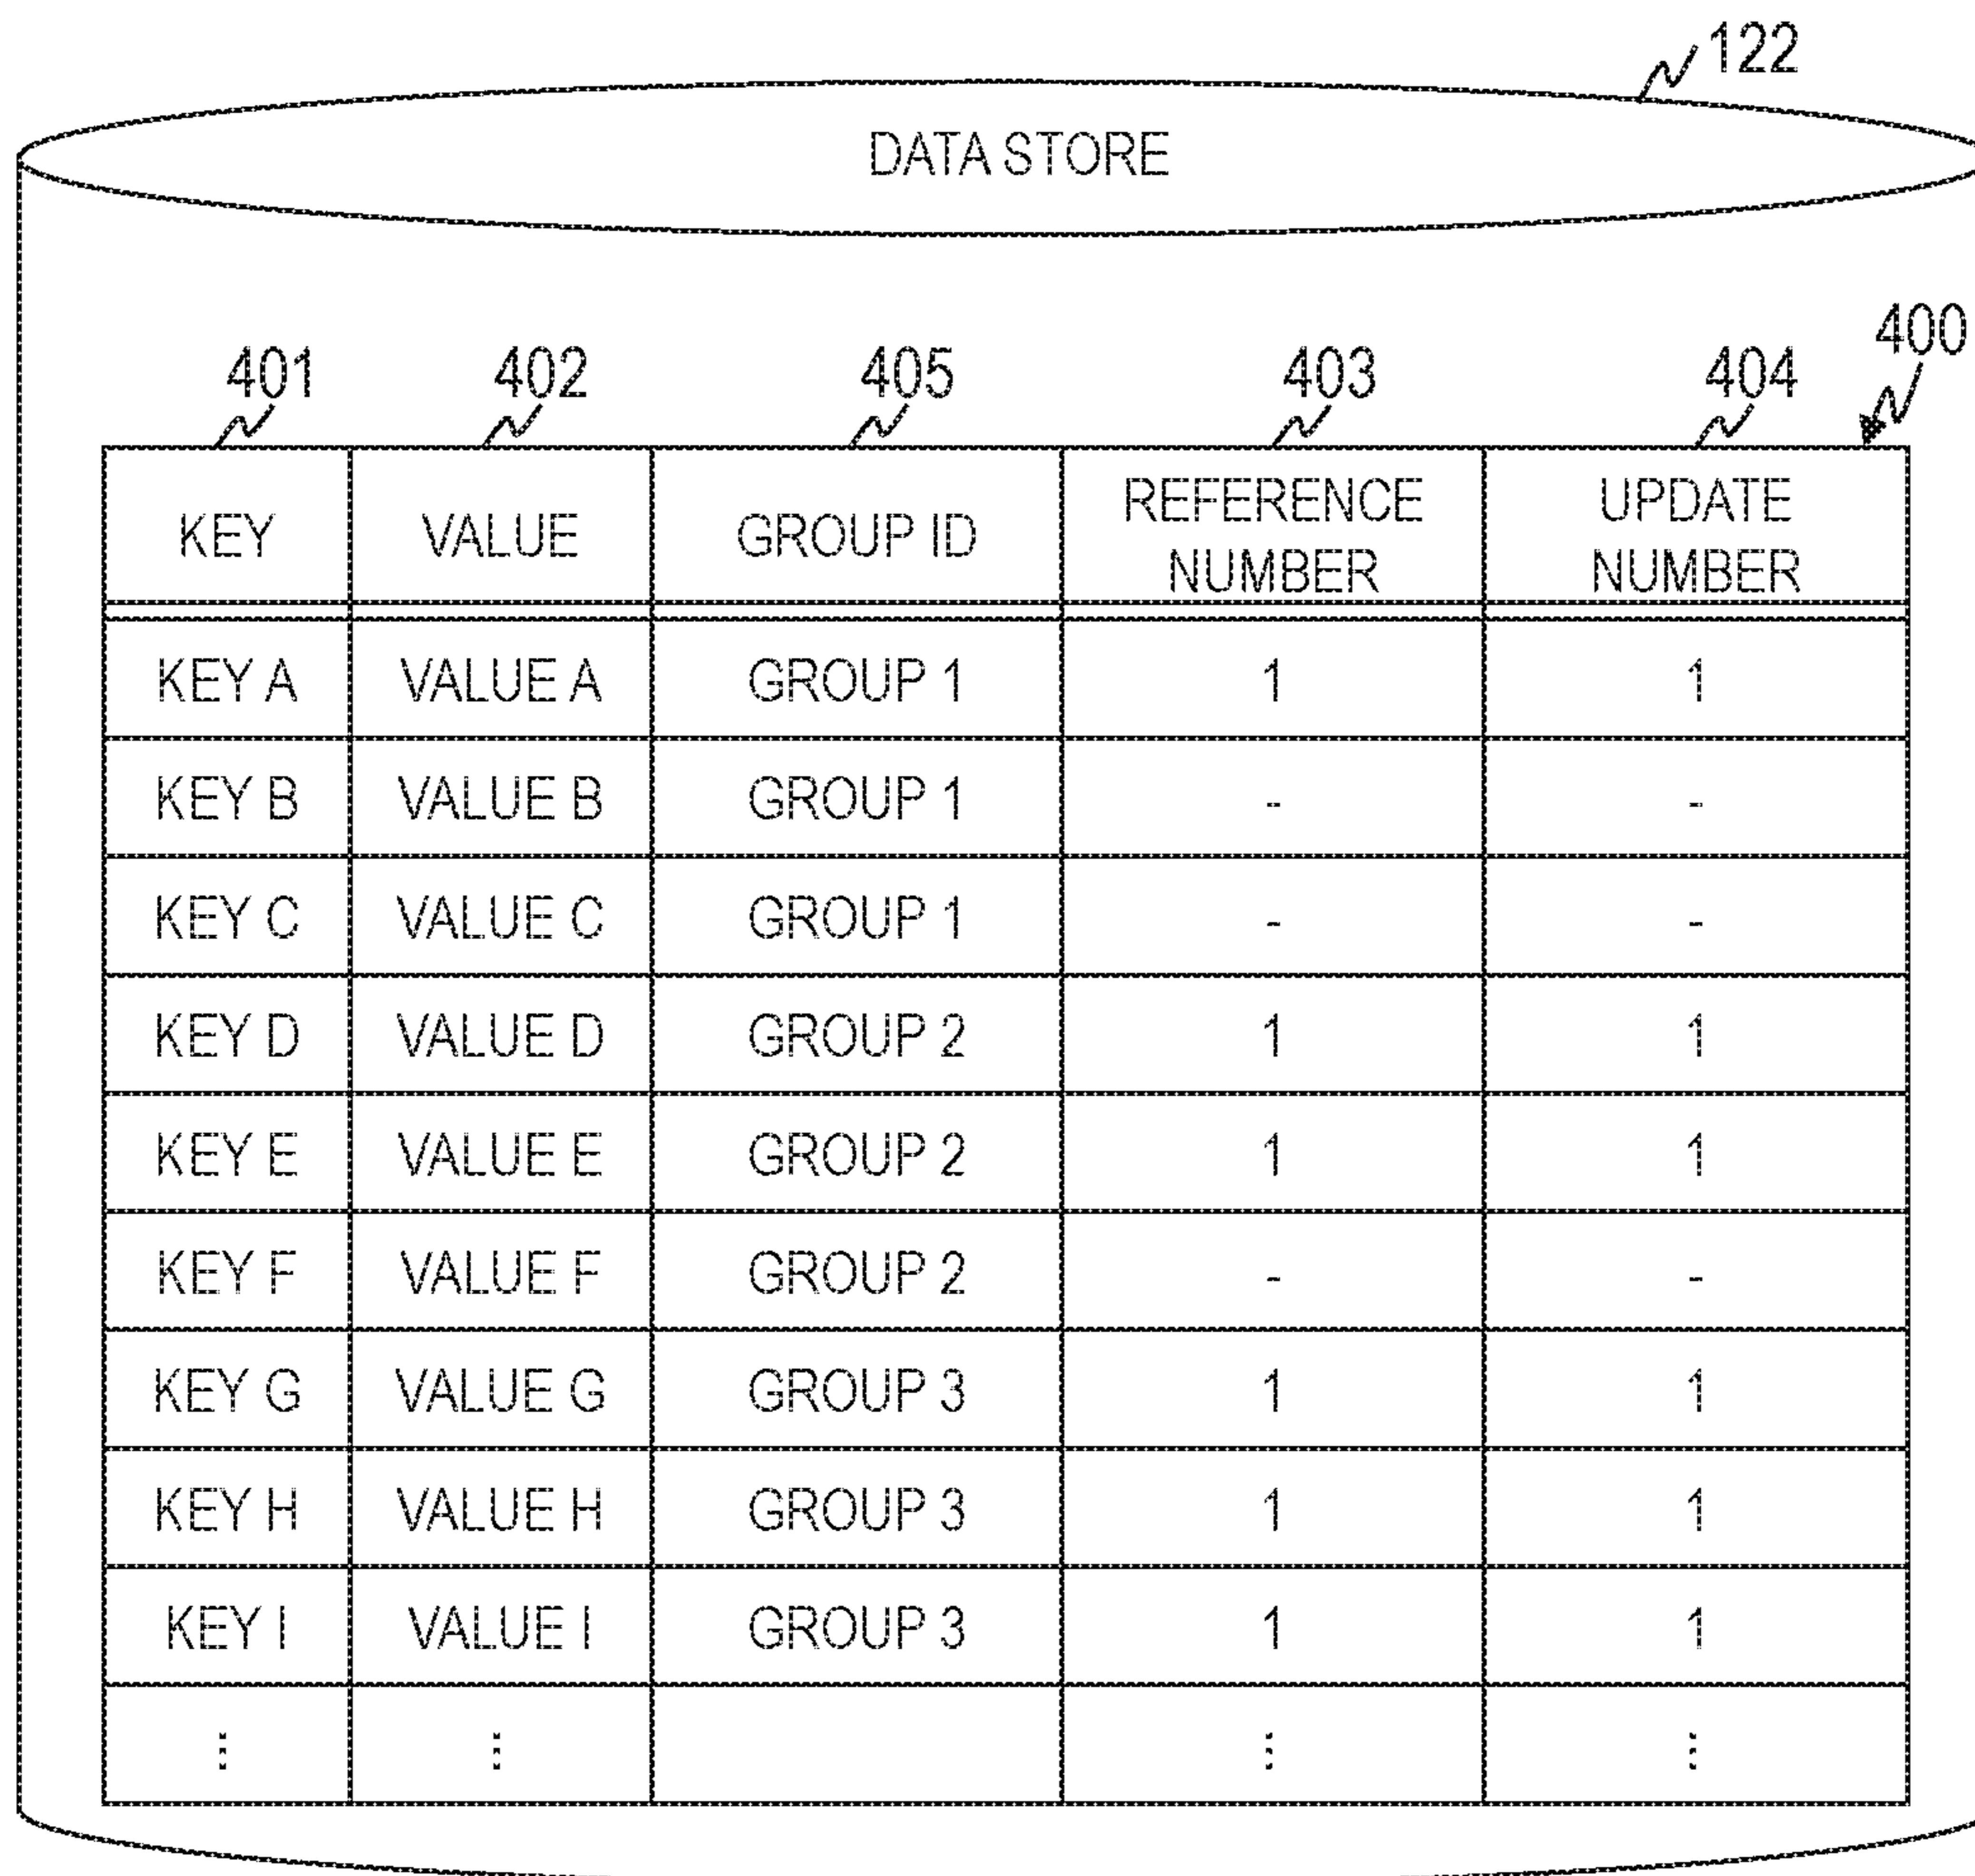 122
DATA STORE
400
401 402 405 403 404
KEY VALUE GROUP ID REFERENCE NUMBER UPDATE NUMBER
KEY A VALUE A GROUP 1 1 1
KEY B VALUE B GROUP 1 - -
KEY C VALUE C GROUP 1 - -
KEY D VALUE D GROUP 2 1 1
KEY E VALUE E GROUP 2 1 1
KEY F VALUE F GROUP 2 - -
KEY G VALUE G GROUP 3 1 1
KEY H VALUE H GROUP 3 1 1
KEY I VALUE I GROUP 3 1 1
⋮ ⋮ ⋮ ⋮